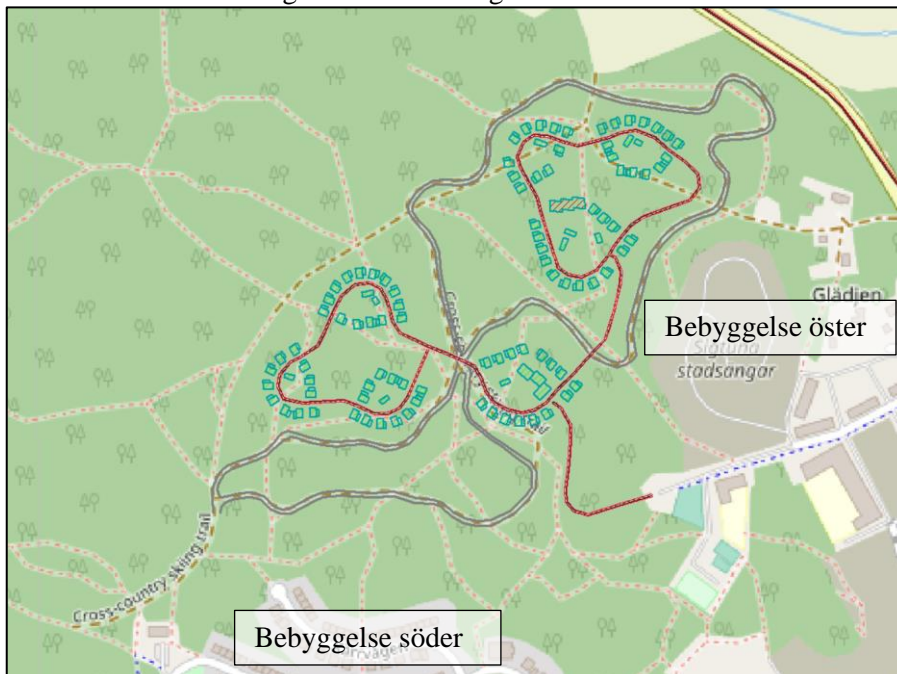 Glädjen
Bebyggelse öster
Sigtuna
stadsängar
Cross-country skiing trail
Bebyggelse söder